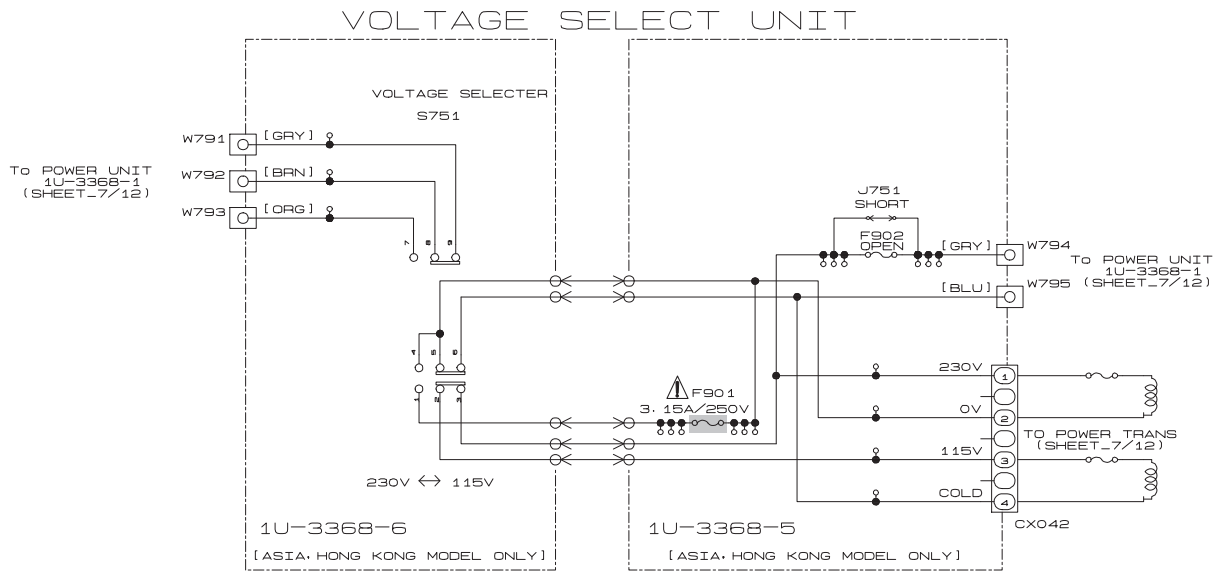 VOLTAGE SELECT UNIT
VOLTAGE SELECTER
S751
W791
[GRY]
To POWER UNIT
1U-3368-1
(SHEET_7/12)
W792
[BRN]
W793
[ORG]
7
8
9
J751
SHORT
F902
OPEN
[GRY]
W794
To POWER UNIT
1U-3368-1
(SHEET_7/12)
[BLU]
W795
4
5
6
1
2
3
F901
3.15A/250V
230V
1
0V
2
TO POWER TRANS
(SHEET_7/12)
115V
3
COLD
4
CX042
230V ↔ 115V
1U-3368-6
[ASIA, HONG KONG MODEL ONLY]
1U-3368-5
[ASIA, HONG KONG MODEL ONLY]